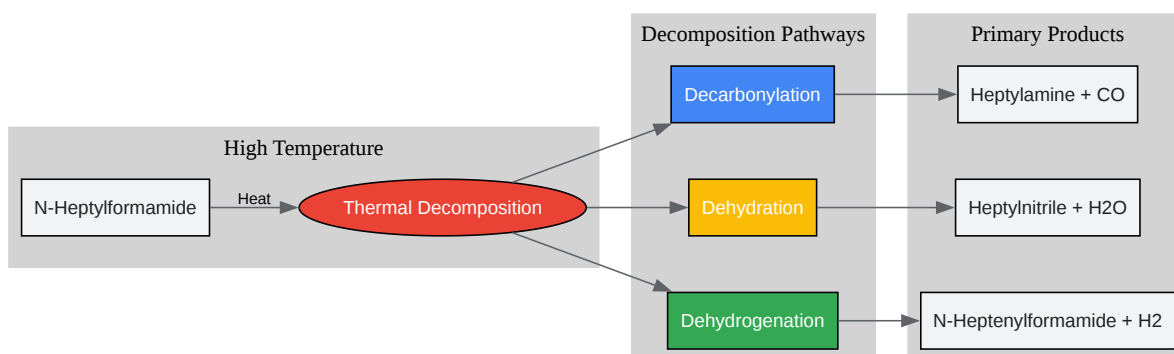 Decomposition Pathways
Primary Products
Decarbonylation
Heptylamine + CO
High Temperature
N-Heptylformamide
Heat
Thermal Decomposition
Dehydration
Heptylnitrile + H2O
Dehydrogenation
N-Heptenylformamide + H2